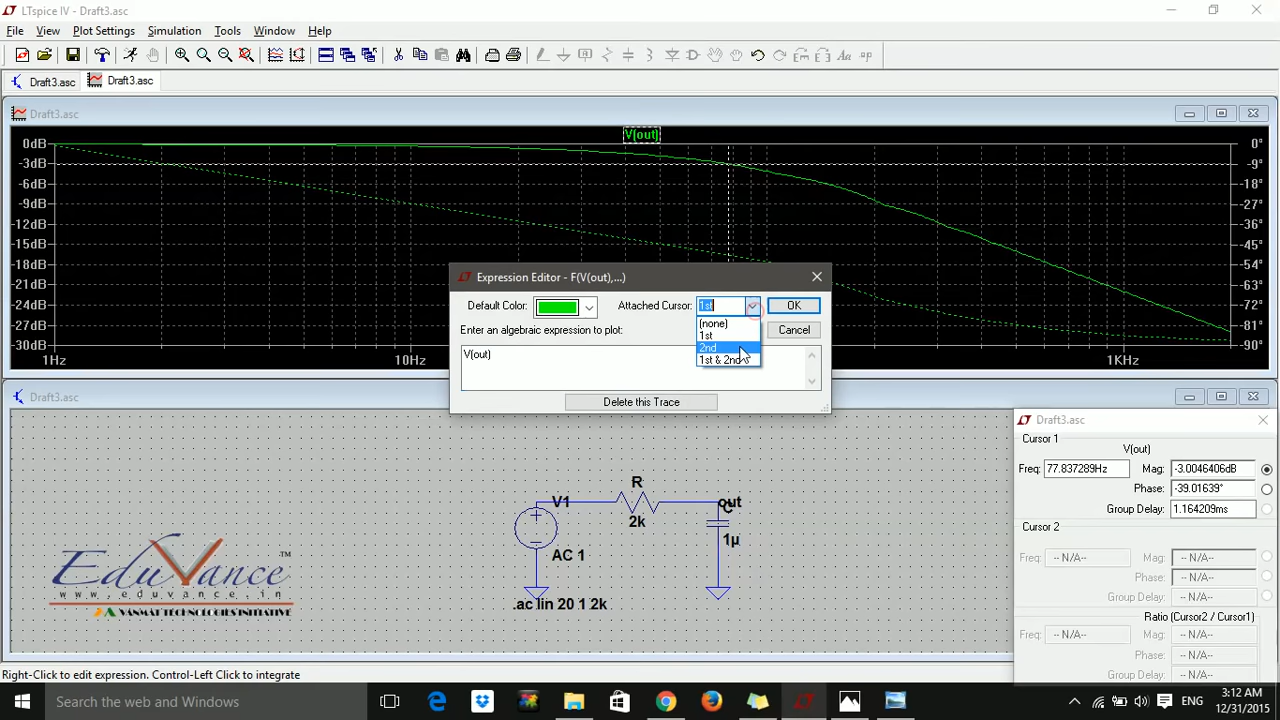 LTspice IV - Draft3.asc
File View Plot Settings Simulation Tools Window Help
Draft3.asc Draft3.asc
Draft3.asc
V(out)
0dB 0°
-3dB -9°
-6dB -18°
-9dB -27°
-12dB -36°
-15dB -45°
-18dB -54°
-21dB -63°
-24dB -72°
-27dB -81°
-30dB -90°
1Hz 10Hz 1KHz
Expression Editor - F(V(out),...)
Default Color: Attached Cursor: 1st OK
(none)
1st
2nd
1st & 2nd
Enter an algebraic expression to plot: Cancel
V(out)
Delete this Trace
Draft3.asc
V1
AC 1
R
2k
out
C
1µ
.ac lin 20 1 2k
EduVance™
www.eduvance.in
VANMAT TECHNOLOGIES INITIATIVE
Draft3.asc
Cursor 1
V(out)
Freq: 77.837289Hz Mag: -3.0046406dB
Phase: -39.01639°
Group Delay: 1.164209ms
Cursor 2
Freq: -- N/A-- Mag: -- N/A--
Phase: -- N/A--
Group Delay: -- N/A--
Ratio (Cursor2 / Cursor1)
Freq: -- N/A-- Mag: -- N/A--
Phase: -- N/A--
Group Delay: -- N/A--
Right-Click to edit expression. Control-Left Click to integrate
Search the web and Windows
ENG
3:12 AM
12/31/2015